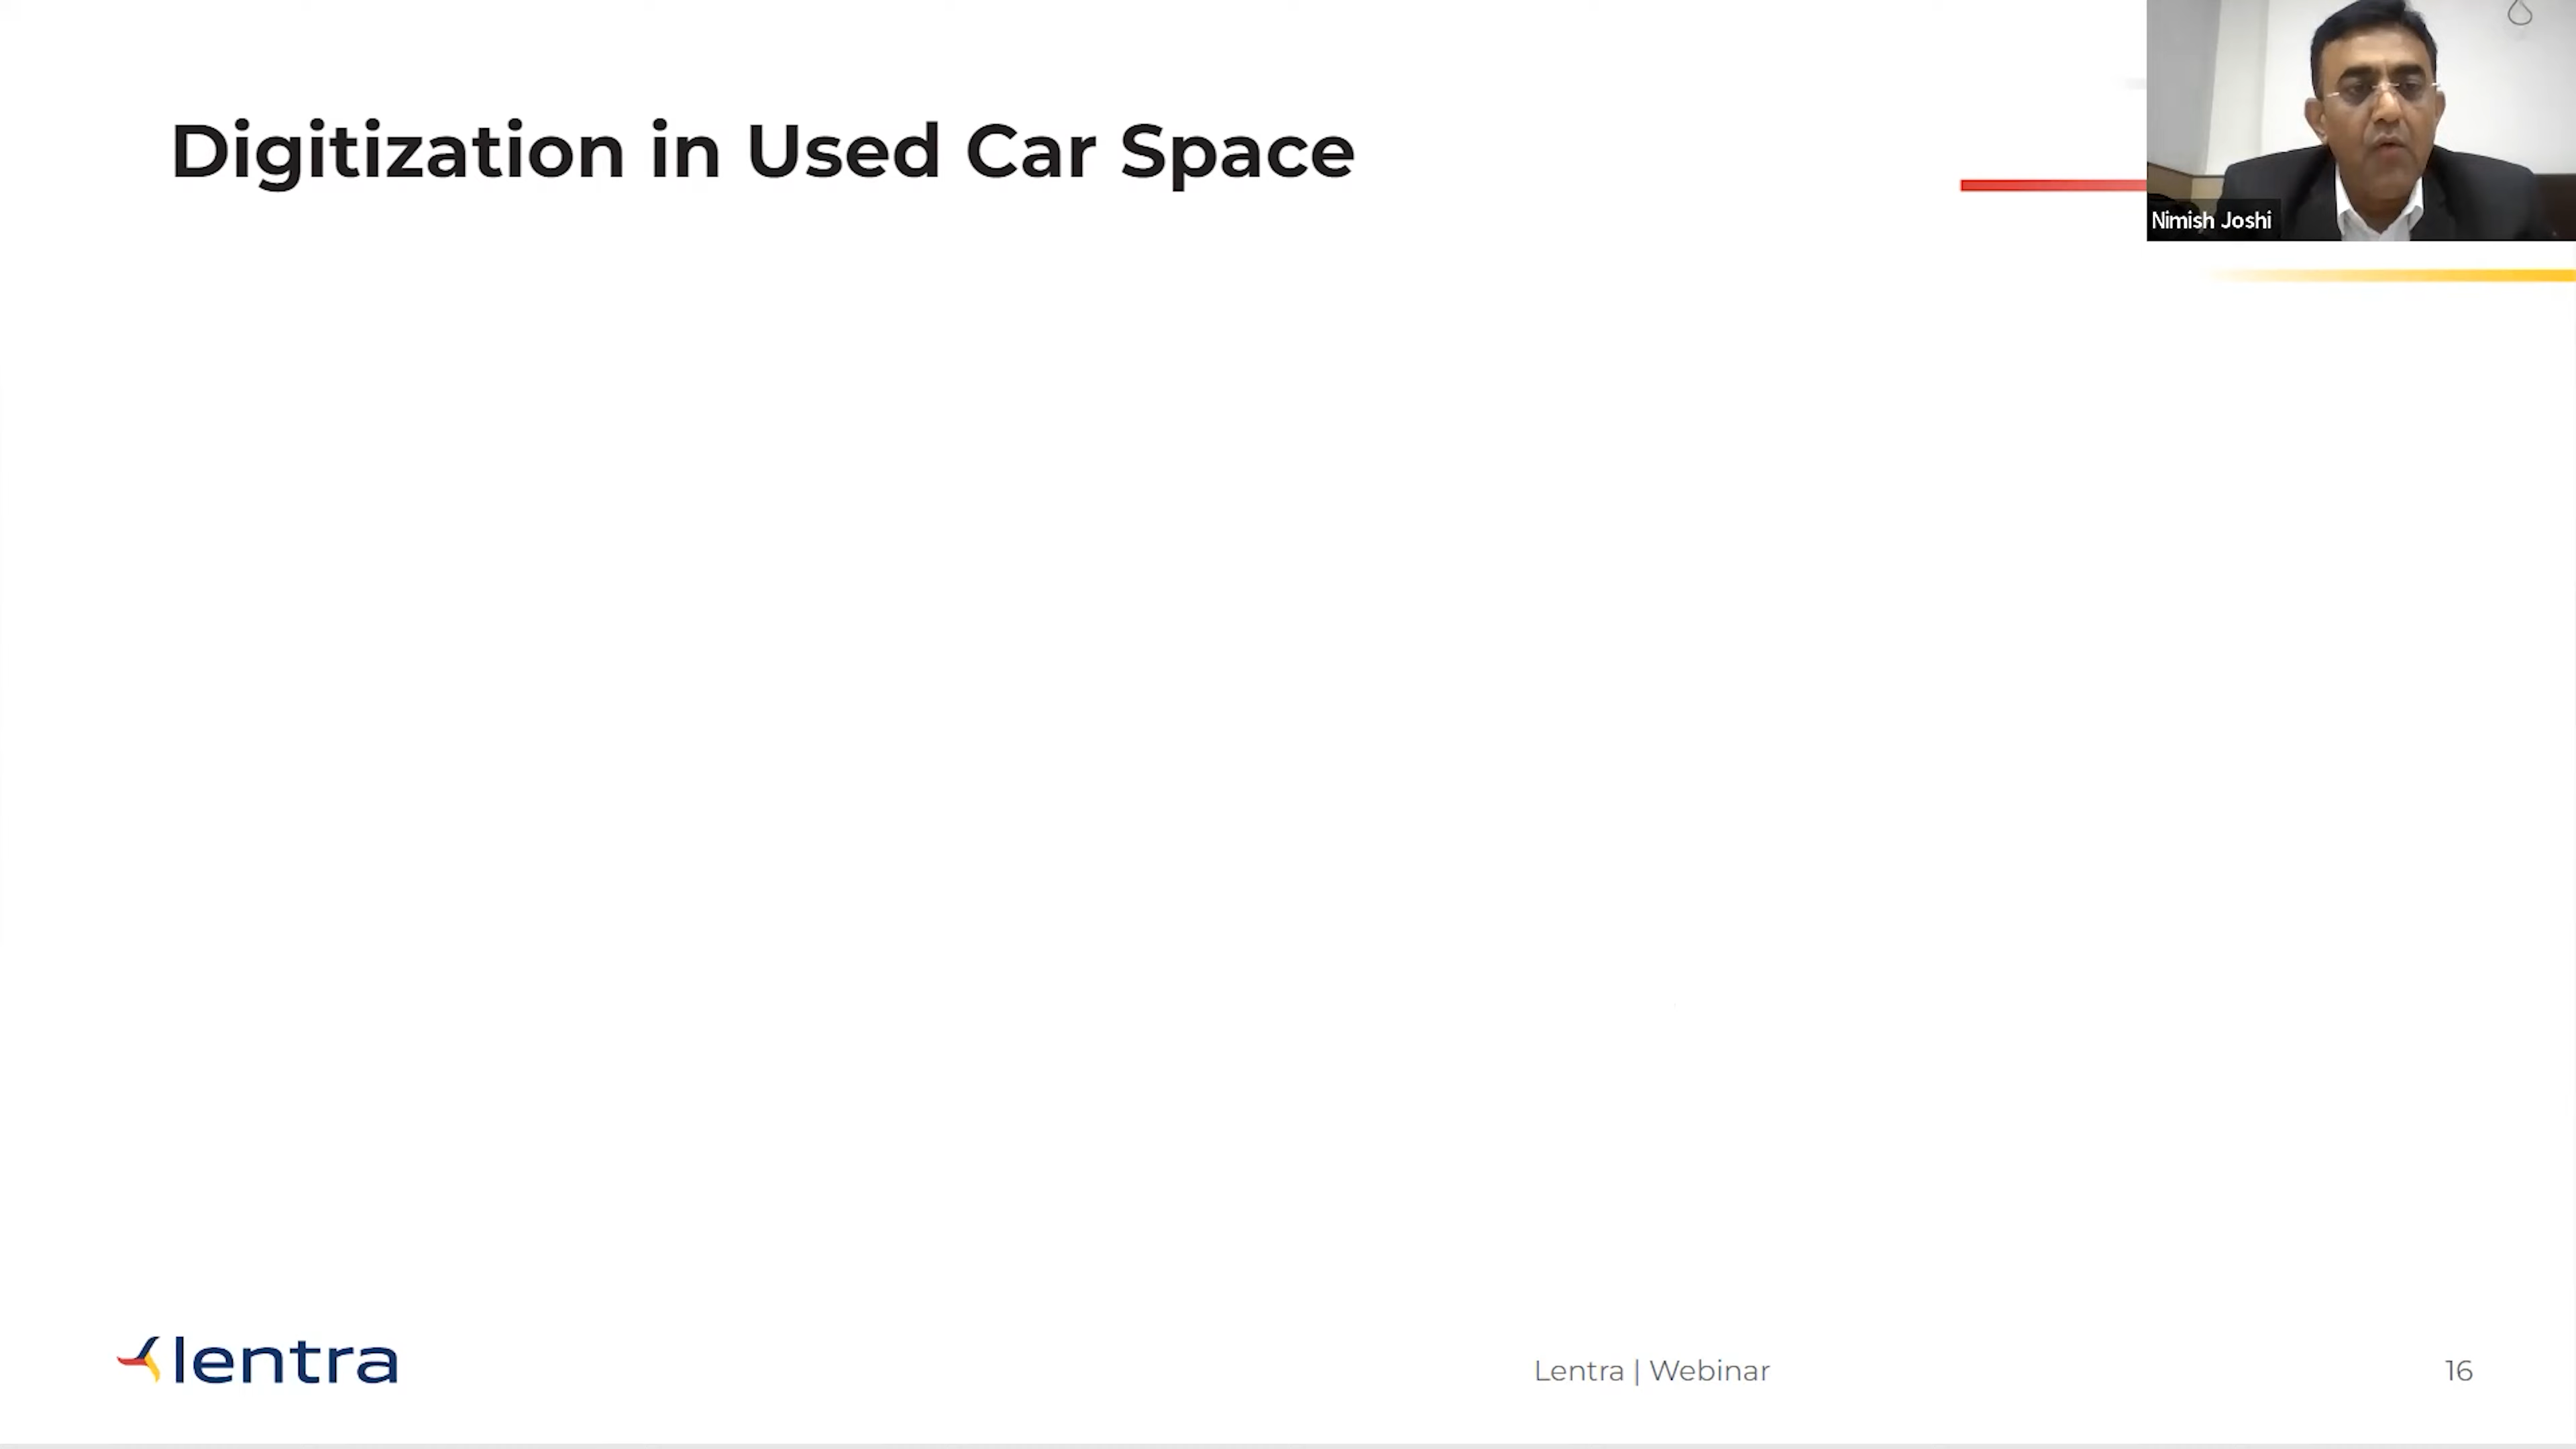 Digitization in Used Car Space
Nimish Joshi
lentra
Lentra | Webinar
16